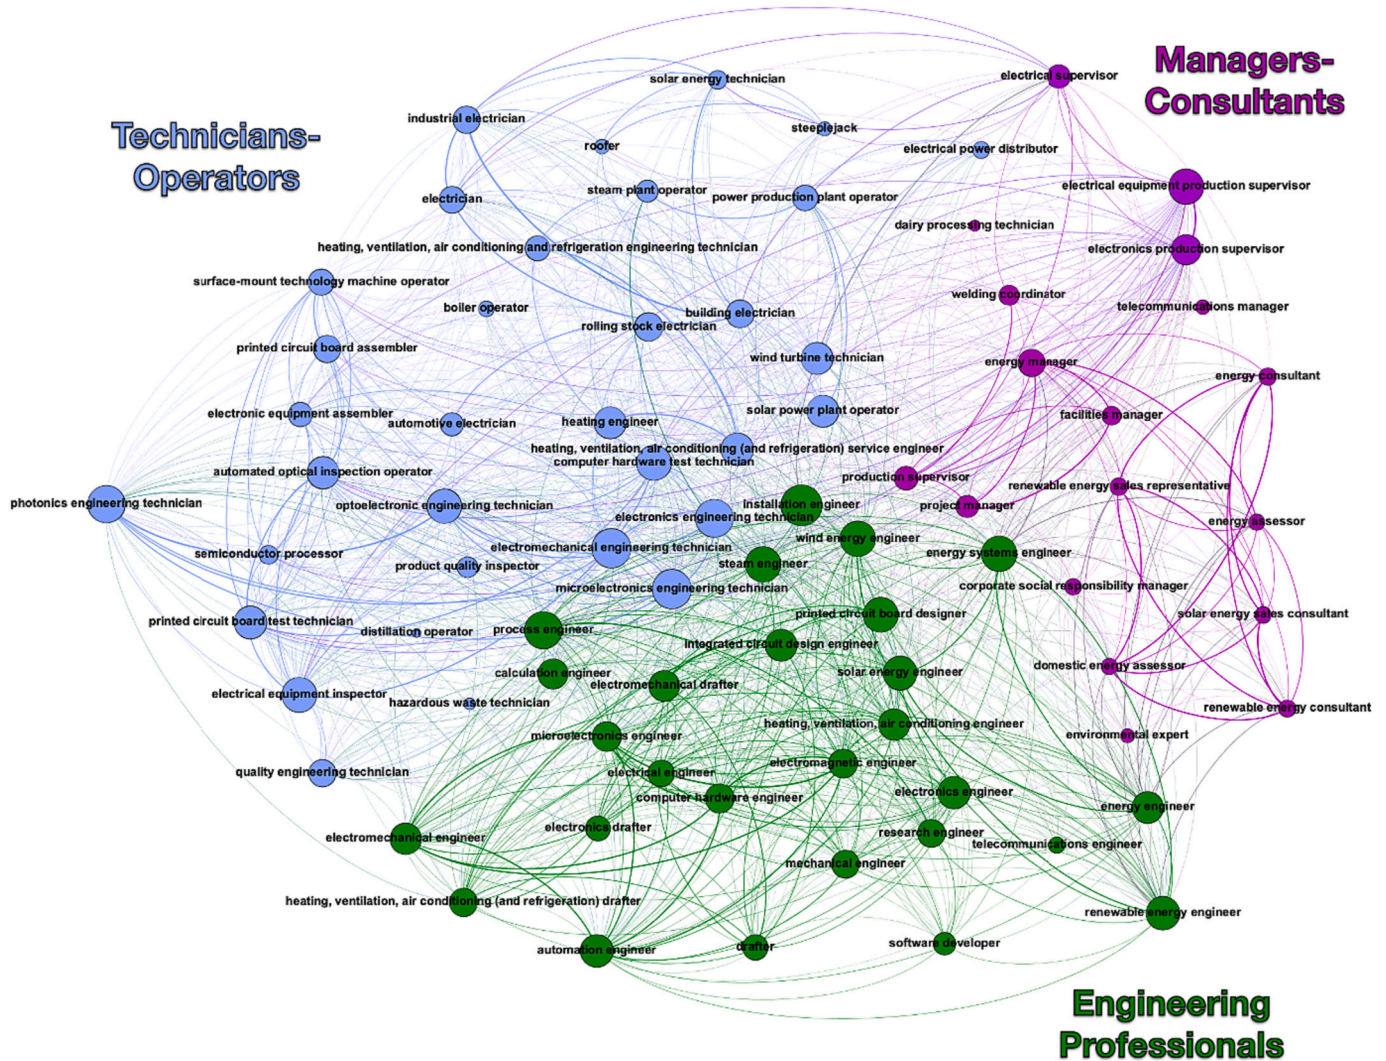 Managers-
Consultants
electrical supervisor
solar energy technician
industrial electrician
steeplejack
Technicians-
Operators
roofer
electrical power distributor
electrical equipment production supervisor
steam plant operator
power production plant operator
electrician
dairy processing technician
heating, ventilation, air conditioning and refrigeration engineering technician
electronics production supervisor
surface-mount technology machine operator
welding coordinator
boiler operator
building electrician
telecommunications manager
rolling stock electrician
printed circuit board assembler
wind turbine technician
energy manager
energy consultant
electronic equipment assembler
automotive electrician
heating engineer
solar power plant operator
facilities manager
heating, ventilation, air conditioning (and refrigeration) service engineer
computer hardware test technician
automated optical inspection operator
production supervisor
renewable energy sales representative
photonics engineering technician
optoelectronic engineering technician
installation engineer
project manager
electronics engineering technician
energy assessor
wind energy engineer
semiconductor processor
electromechanical engineering technician
energy systems engineer
product quality inspector
steam engineer
microelectronics engineering technician
corporate social responsibility manager
printed circuit board designer
solar energy sales consultant
printed circuit board test technician
distillation operator
process engineer
integrated circuit design engineer
domestic energy assessor
calculation engineer
solar energy engineer
electromechanical drafter
electrical equipment inspector
hazardous waste technician
renewable energy consultant
heating, ventilation, air conditioning engineer
microelectronics engineer
environmental expert
electromagnetic engineer
quality engineering technician
electrical engineer
electronics engineer
computer hardware engineer
energy engineer
electronics drafter
electromechanical engineer
research engineer
telecommunications engineer
mechanical engineer
heating, ventilation, air conditioning (and refrigeration) drafter
renewable energy engineer
automation engineer
drafter
software developer
Engineering
Professionals